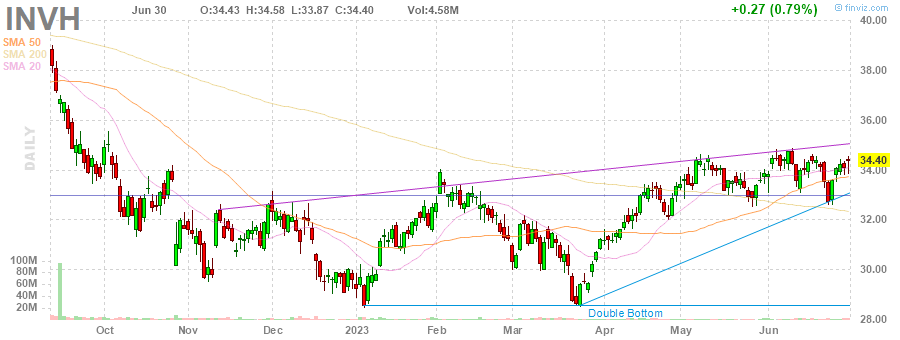 INVH
Jun 30
O:34.43 H:34.58 L:33.87 C:34.40 Vol:4.58M
+0.27 (0.79%)
© finviz.com
SMA 50
SMA 200
SMA 20
DAILY
40.00
38.00
36.00
34.40
34.00
32.00
30.00
28.00
100M
80M
60M
40M
20M
Double Bottom
Oct Nov Dec 2023 Feb Mar Apr May Jun